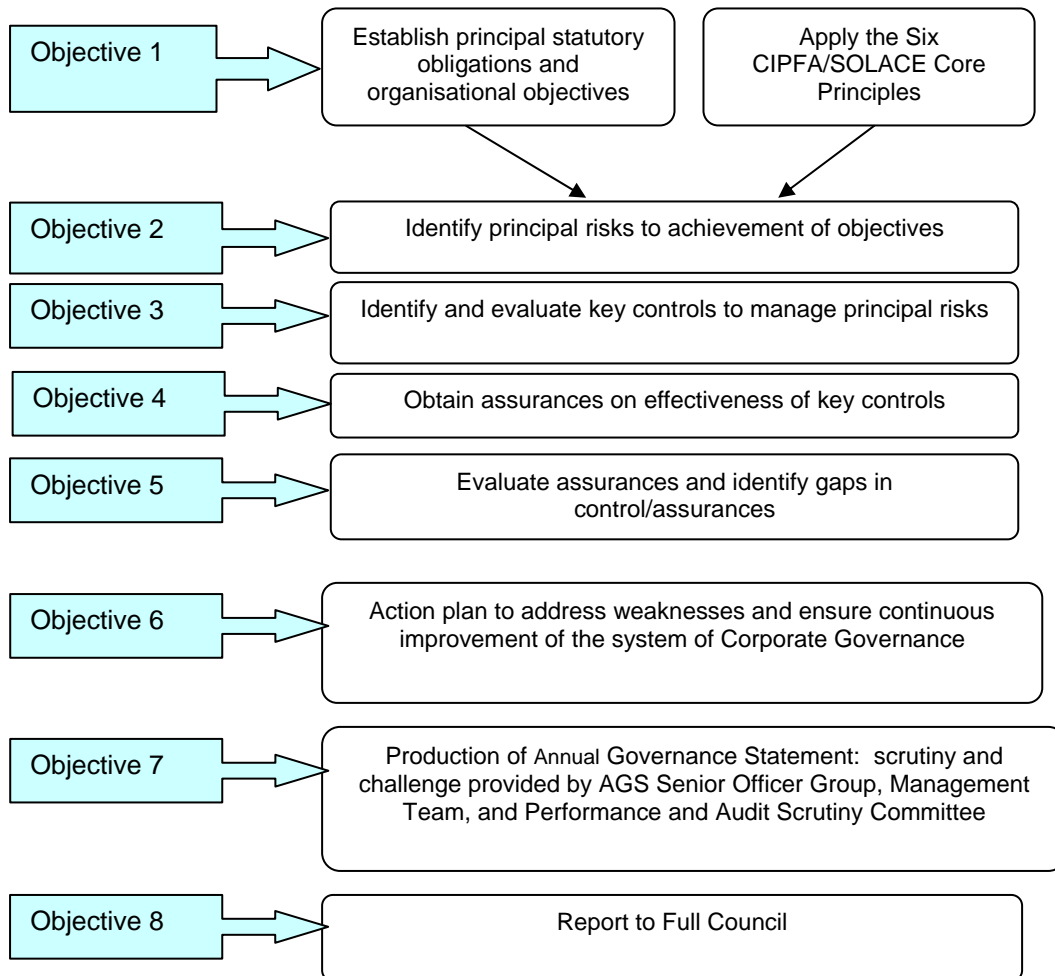 Objective 1
Establish principal statutory
obligations and
organisational objectives
Apply the Six
CIPFA/SOLACE Core
Principles
Objective 2
Identify principal risks to achievement of objectives
Objective 3
Identify and evaluate key controls to manage principal risks
Objective 4
Obtain assurances on effectiveness of key controls
Objective 5
Evaluate assurances and identify gaps in
control/assurances
Objective 6
Action plan to address weaknesses and ensure continuous
improvement of the system of Corporate Governance
Objective 7
Production of Annual Governance Statement: scrutiny and
challenge provided by AGS Senior Officer Group, Management
Team, and Performance and Audit Scrutiny Committee
Objective 8
Report to Full Council